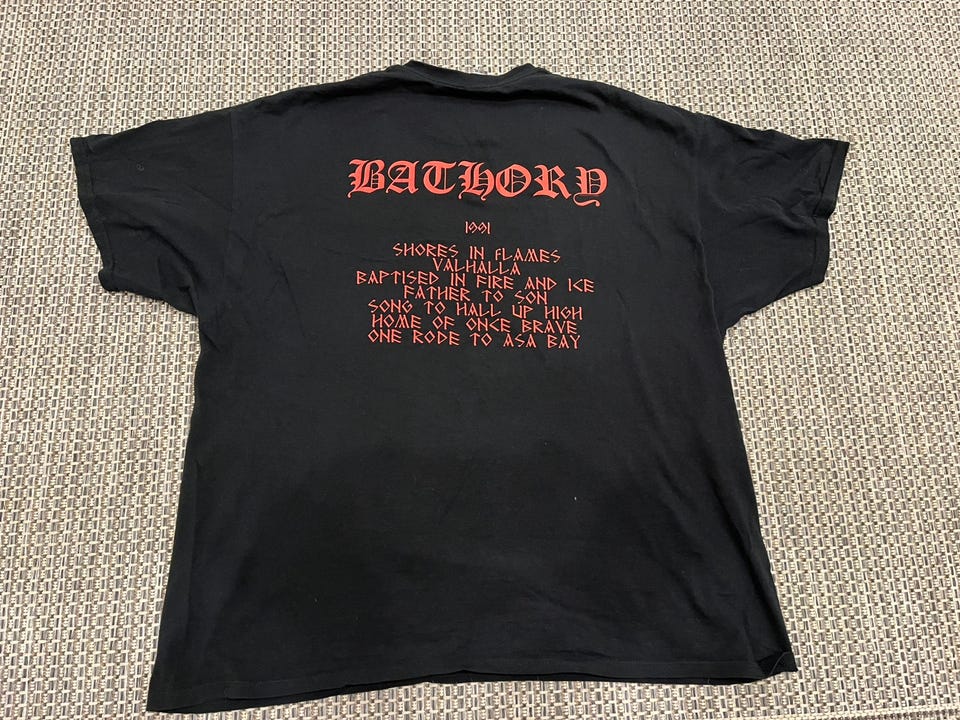 BATHORY
1991
SHORES IN FLAMES
VALHALLA
BAPTISED IN FIRE AND ICE
FATHER TO SON
SONG TO HALL UP HIGH
HOME OF ONCE BRAVE
ONE RODE TO ASA BAY